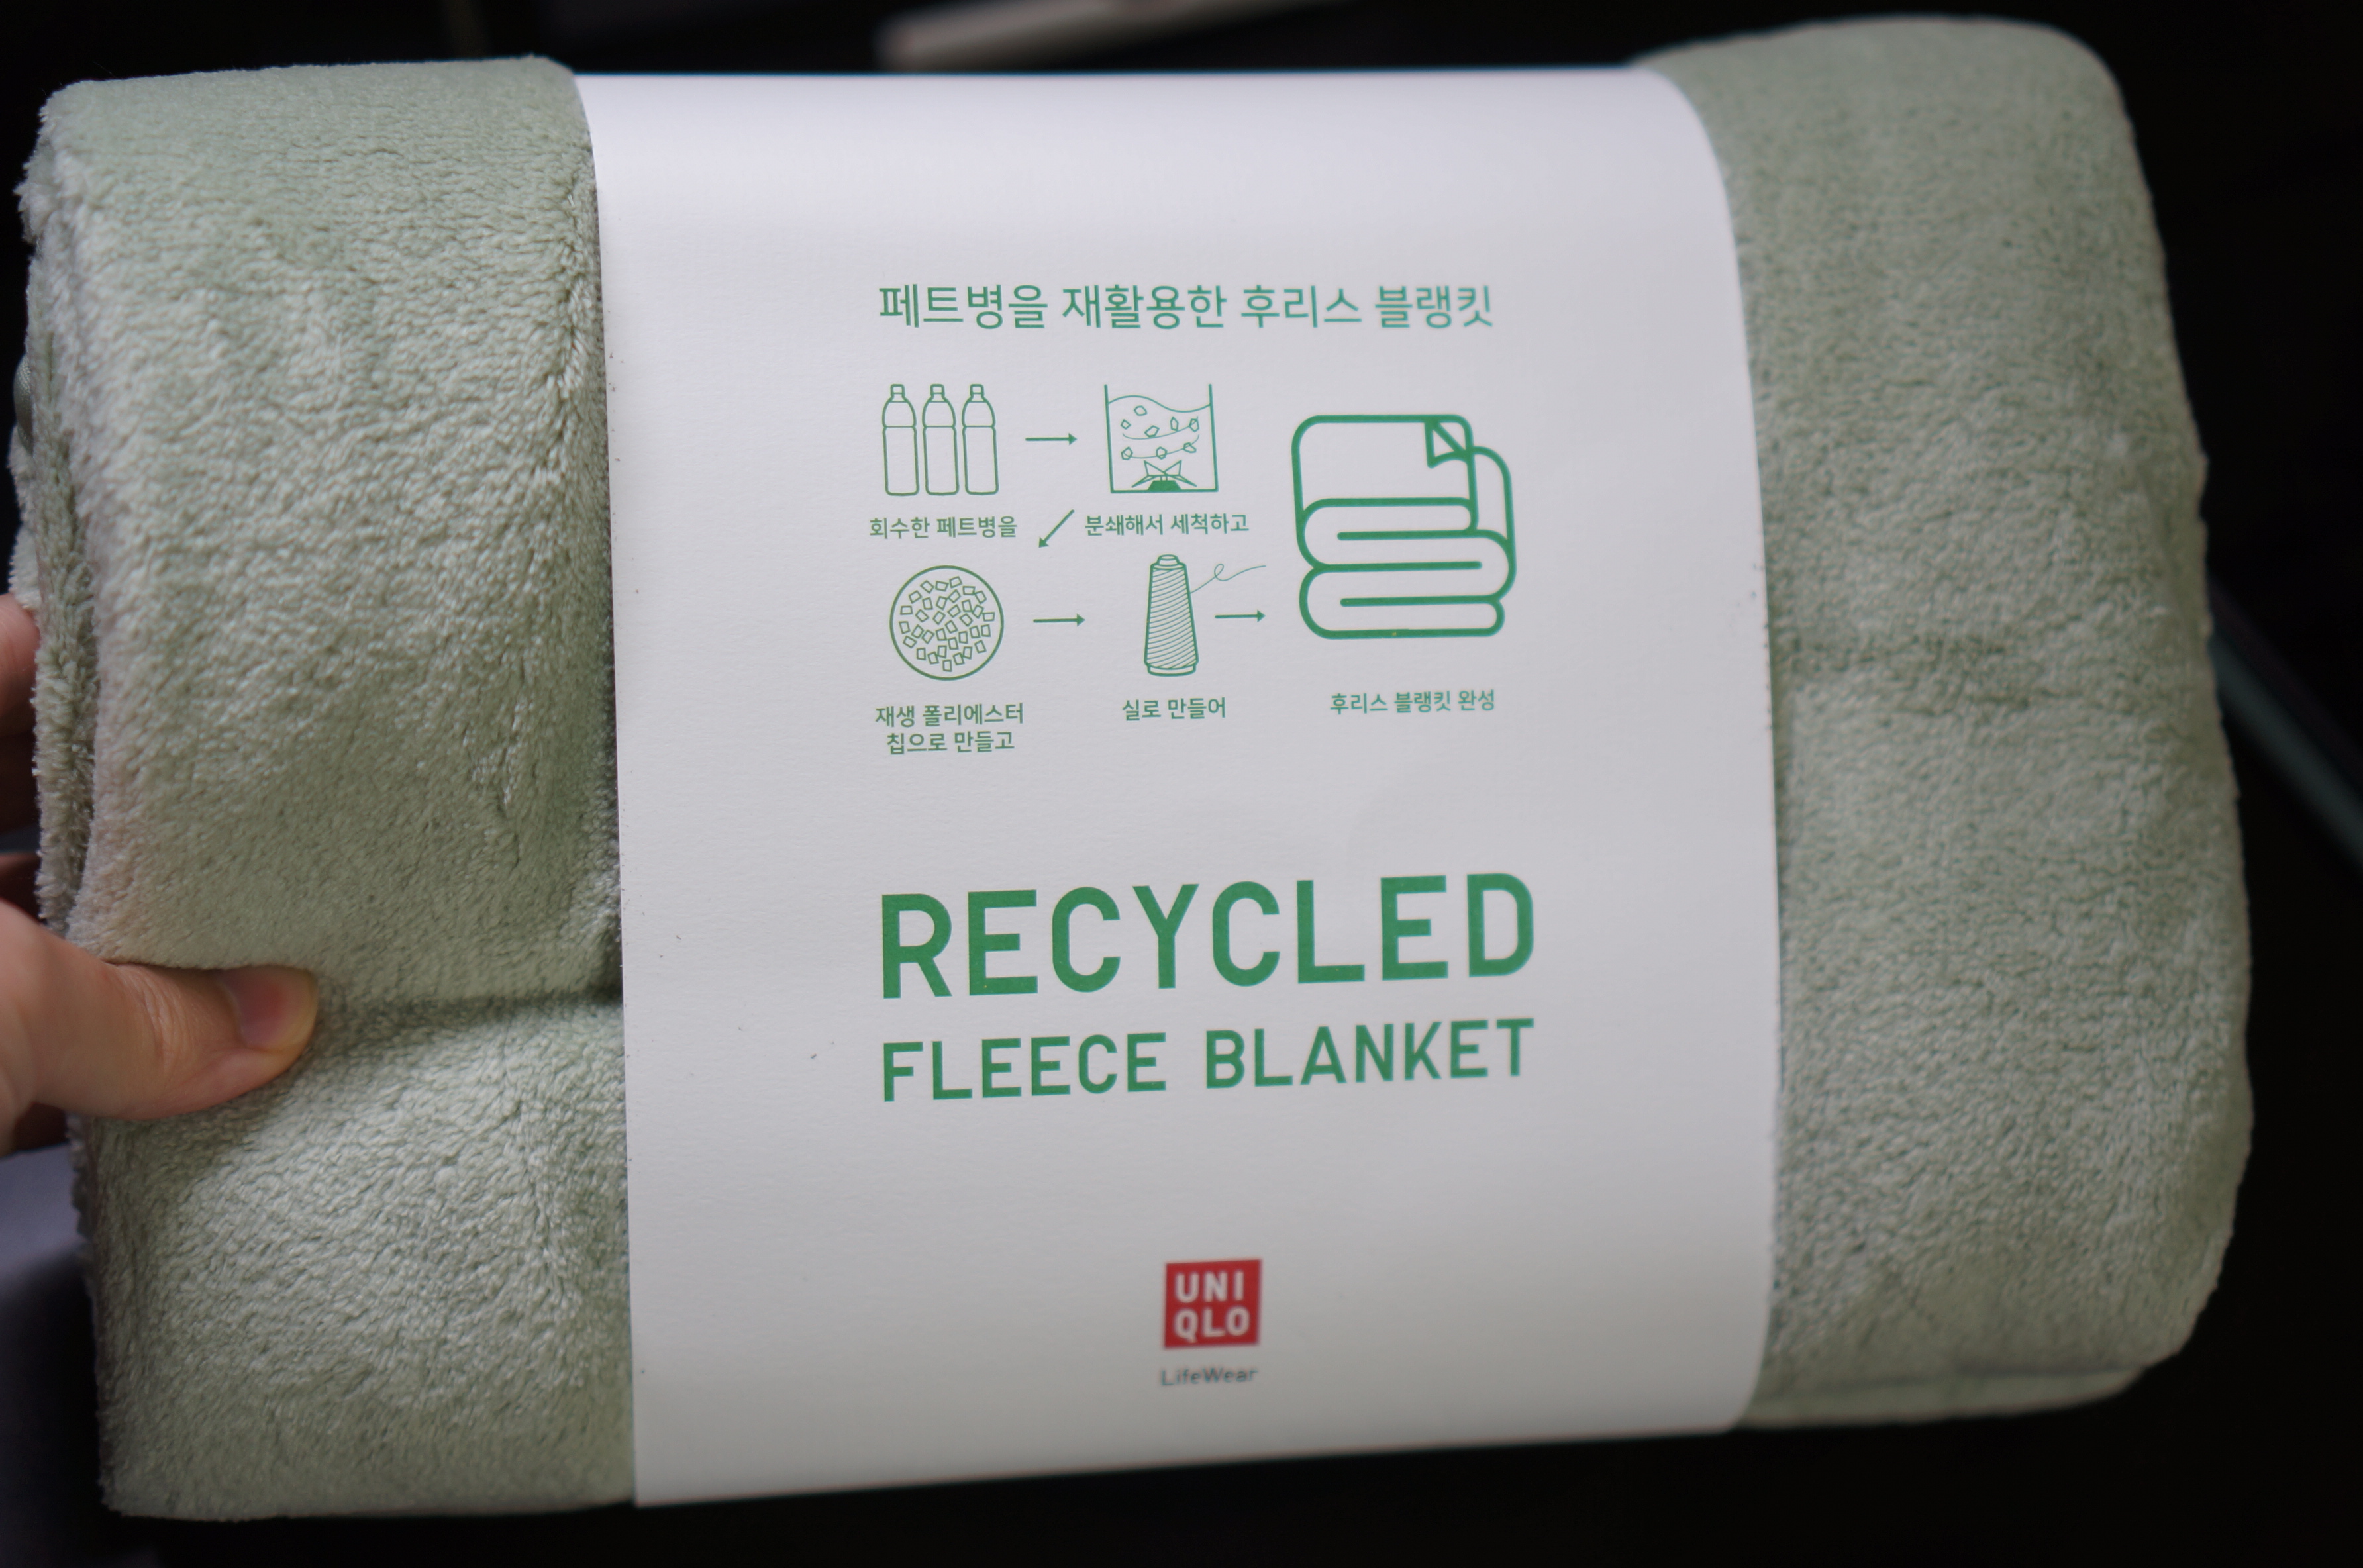 페트병을 재활용한 후리스 블랭킷
회수한 페트병을
분쇄해서 세척하고
재생 폴리에스터
칩으로 만들고
실로 만들어
후리스 블랭킷 완성
RECYCLED
FLEECE BLANKET
UNI
QLO
LifeWear